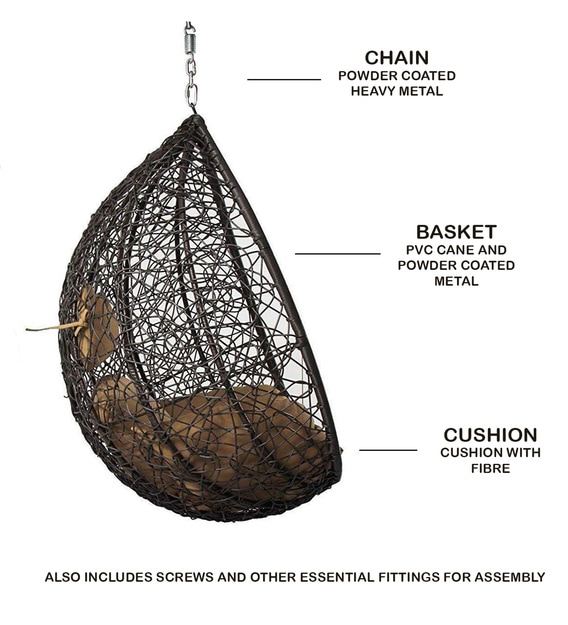 CHAIN
POWDER COATED
HEAVY METAL
BASKET
PVC CANE AND
POWDER COATED
METAL
CUSHION
CUSHION WITH
FIBRE
ALSO INCLUDES SCREWS AND OTHER ESSENTIAL FITTINGS FOR ASSEMBLY